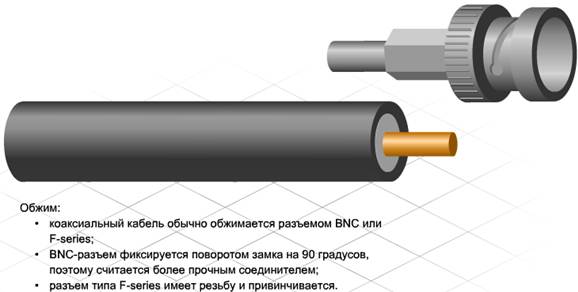 Обжим:
• коаксиальный кабель обычно обжимается разъемом BNC или
F-series;
• BNC-разъем фиксируется поворотом замка на 90 градусов,
поэтому считается более прочным соединителем;
• разъем типа F-series имеет резьбу и привинчивается.